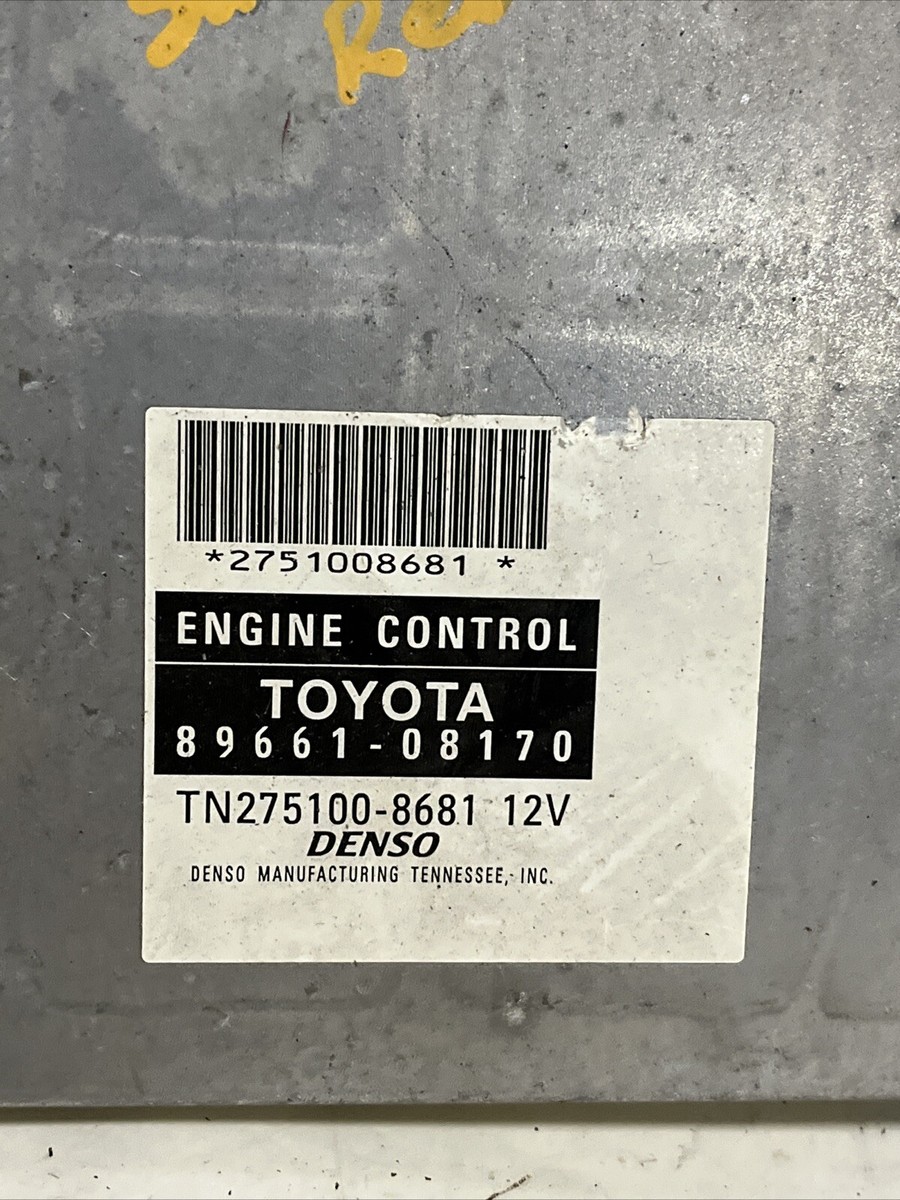 *2751008681 *
ENGINE CONTROL
TOYOTA
89661-08170
TN275100-8681 12V
DENSO
DENSO MANUFACTURING TENNESSEE, INC.